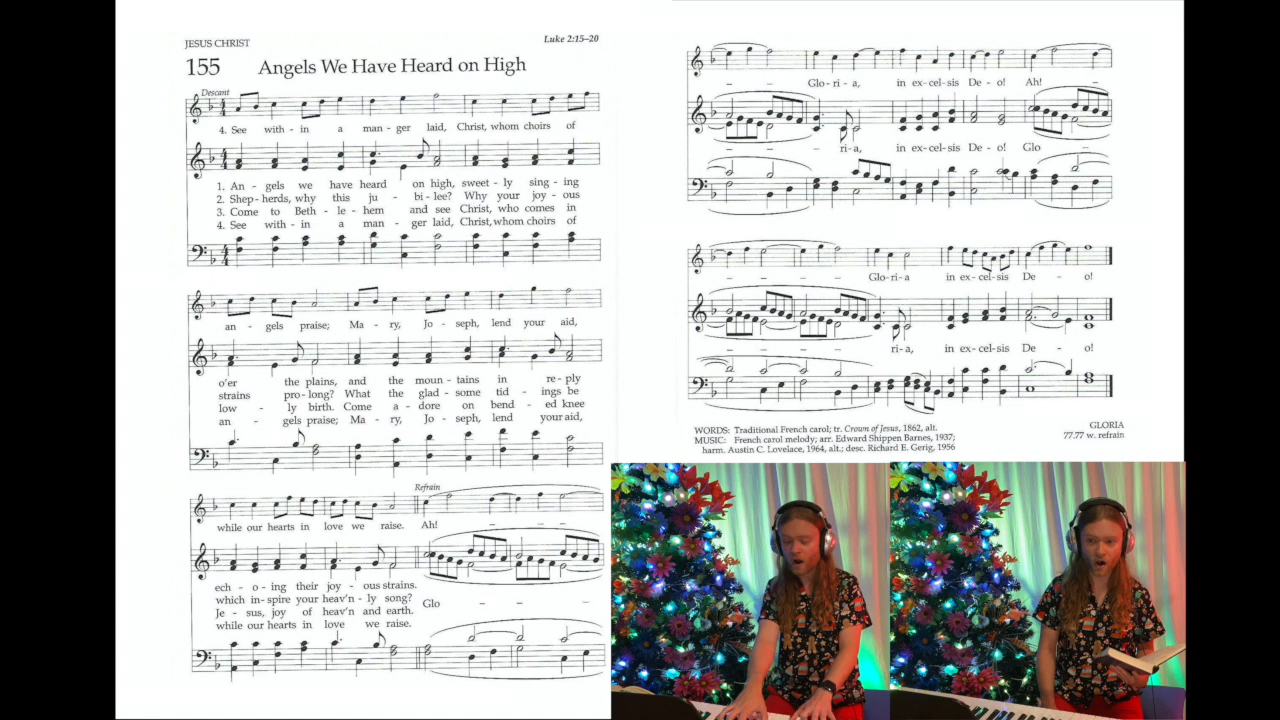 JESUS CHRIST
Luke 2:15–20
155 Angels We Have Heard on High
Descant
4. See with - in a man - ger laid, Christ, whom choirs of
1. An - gels we have heard on high, sweet - ly sing - ing
2. Shep - herds, why this ju - bi - lee? Why your joy - ous
3. Come to Beth - le - hem and see Christ, who comes in
4. See with - in a man - ger laid, Christ, whom choirs of
an - gels praise; Ma - ry, Jo - seph, lend your aid,
o'er the plains, and the moun - tains in re - ply
strains pro - long? What the glad - some tid - ings be
low - ly birth. Come a - dore on bend - ed knee
an - gels praise; Ma - ry, Jo - seph, lend your aid,
Refrain
while our hearts in love we raise. Ah! – – –
ech - o - ing their joy - ous strains.
which in - spire your heav'n - ly song?
Je - sus, joy of heav'n and earth.
while our hearts in love we raise.
Glo – – –
– – Glo - ri - a, in ex - cel - sis De - o! Ah!
– – ri - a, in ex - cel - sis De - o! Glo
– – – – Glo - ri - a in ex - cel - sis De - o!
– – – – ri - a, in ex - cel - sis De - o!
WORDS: Traditional French carol; tr. Crown of Jesus, 1862, alt.
MUSIC: French carol melody; arr. Edward Shippen Barnes, 1937;
harm. Austin C. Lovelace, 1964, alt.; desc. Richard E. Gerig, 1956
GLORIA
77.77 w. refrain